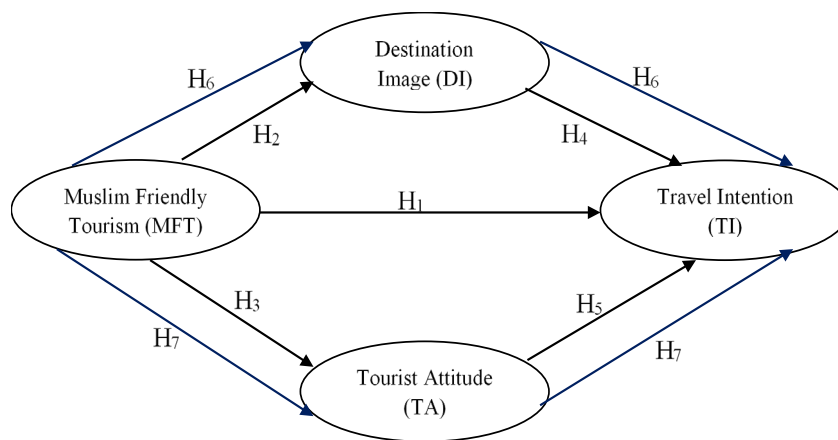 Destination
Image (DI)
H₆
H₆
H₂
H₄
Muslim Friendly
Tourism (MFT)
H₁
Travel Intention
(TI)
H₃
H₅
H₇
H₇
Tourist Attitude
(TA)